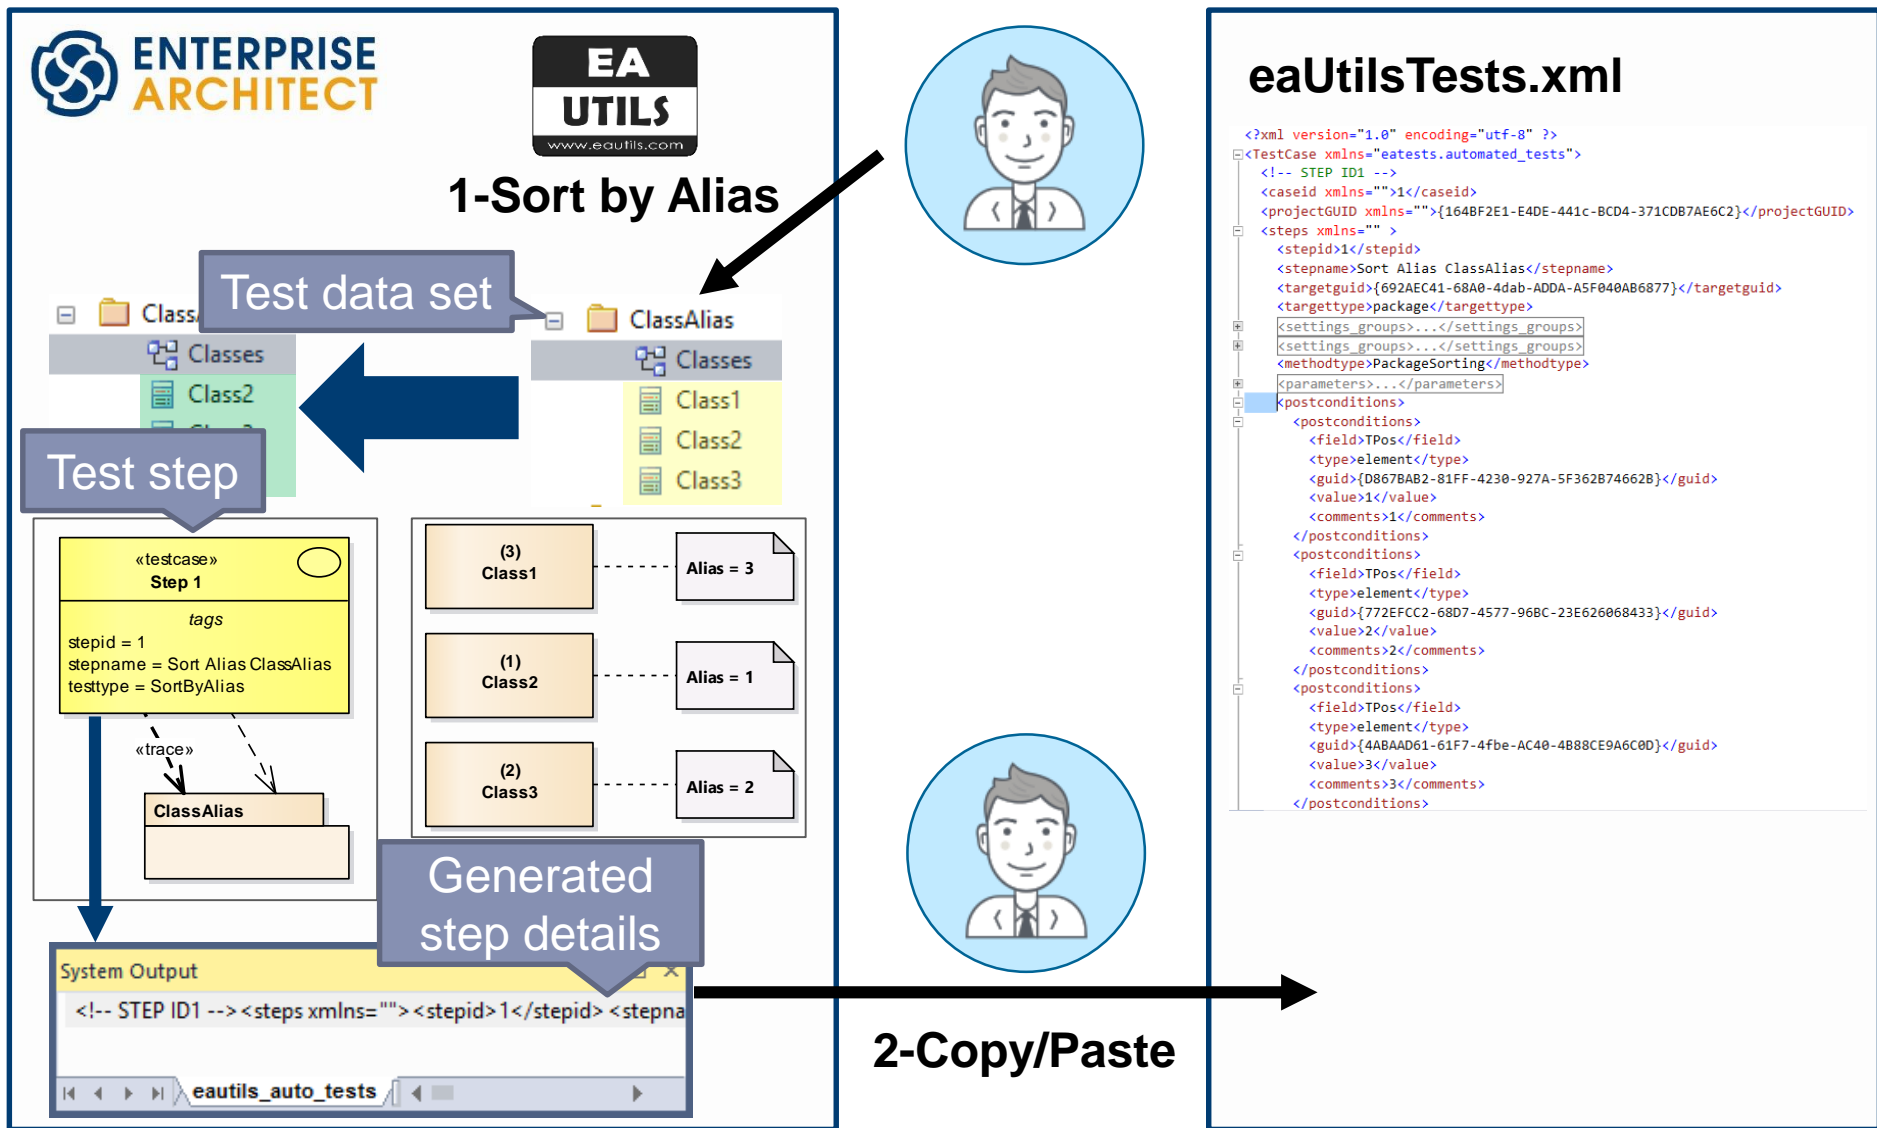 ENTERPRISE
ARCHITECT
EA
UTILS
www.eautils.com
1-Sort by Alias
Test data set
Classes
Class2
ClassAlias
Classes
Class1
Class2
Class3
Test step
«testcase»
Step 1
tags
stepid = 1
stepname = Sort Alias ClassAlias
testtype = SortByAlias
«trace»
ClassAlias
(3)
Class1
Alias = 3
(1)
Class2
Alias = 1
(2)
Class3
Alias = 2
Generated
step details
System Output
<!-- STEP ID1 --><steps xmlns=""><stepid>1</stepid> <stepna
eautils_auto_tests
2-Copy/Paste
eaUtilsTests.xml
<?xml version="1.0" encoding="utf-8" ?>
<TestCase xmlns="eatests.automated_tests">
<!-- STEP ID1 -->
<caseid xmlns="">1</caseid>
<projectGUID xmlns="">{164BF2E1-E4DE-441c-BCD4-371CDB7AE6C2}</projectGUID>
<steps xmlns="" >
<stepid>1</stepid>
<stepname>Sort Alias ClassAlias</stepname>
<targetguid>{692AEC41-68A0-4dab-ADDA-A5F040AB6877}</targetguid>
<targettype>package</targettype>
<settings_groups>...</settings_groups>
<settings_groups>...</settings_groups>
<methodtype>PackageSorting</methodtype>
<parameters>...</parameters>
<postconditions>
<postconditions>
<field>TPos</field>
<type>element</type>
<guid>{D867BAB2-81FF-4230-927A-5F362B74662B}</guid>
<value>1</value>
<comments>1</comments>
</postconditions>
<postconditions>
<field>TPos</field>
<type>element</type>
<guid>{772EFCC2-68D7-4577-96BC-23E626068433}</guid>
<value>2</value>
<comments>2</comments>
</postconditions>
<postconditions>
<field>TPos</field>
<type>element</type>
<guid>{4ABAAD61-61F7-4fbe-AC40-4B88CE9A6C0D}</guid>
<value>3</value>
<comments>3</comments>
</postconditions>